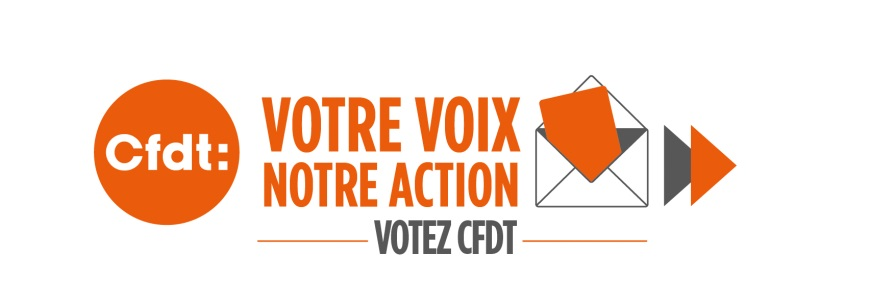 Cfdt:
VOTRE VOIX
NOTRE ACTION
VOTEZ CFDT